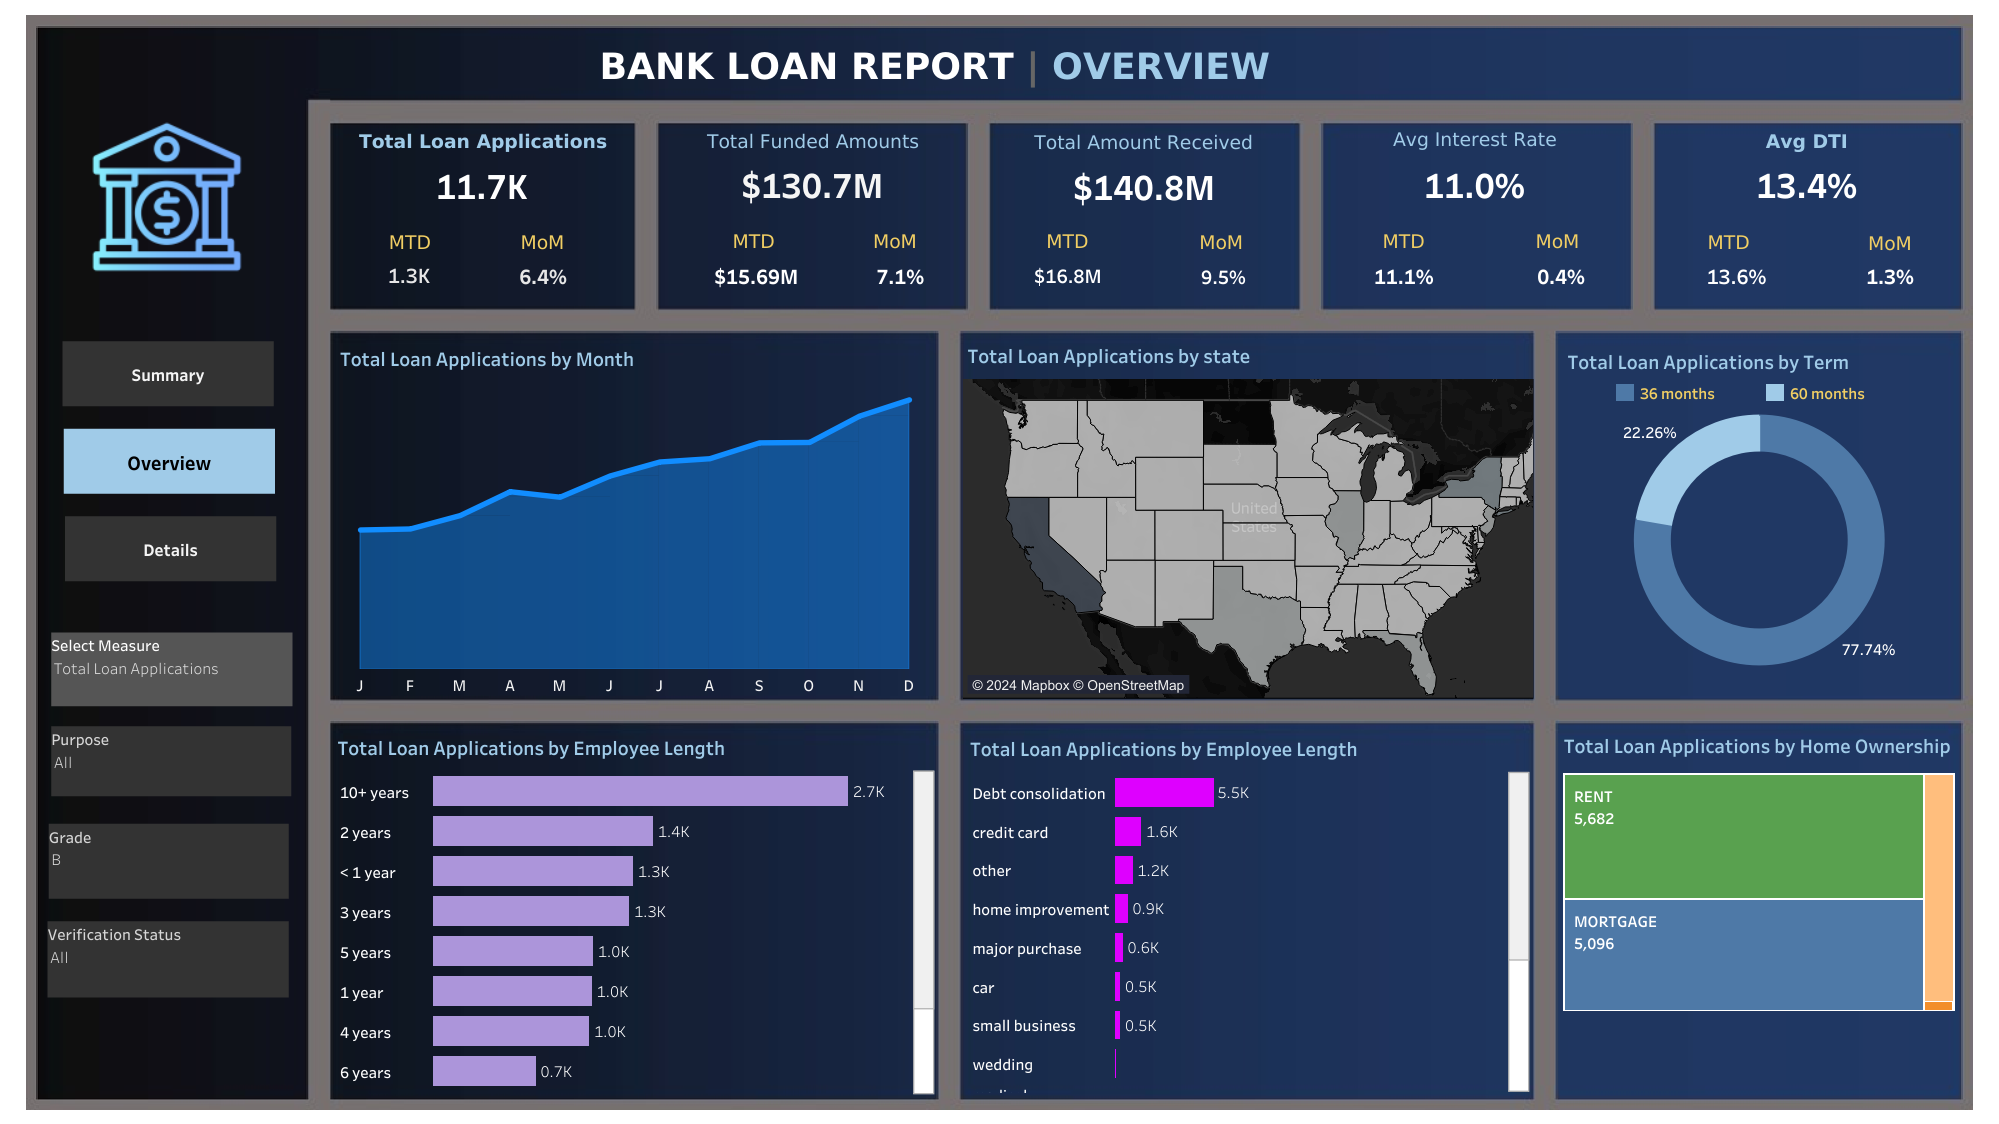 BANK LOAN REPORT | OVERVIEW
Total Loan Applications
11.7K
MTD MoM
1.3K 6.4%
Total Funded Amounts
$130.7M
MTD MoM
$15.69M 7.1%
Total Amount Received
$140.8M
MTD MoM
$16.8M 9.5%
Avg Interest Rate
11.0%
MTD MoM
11.1% 0.4%
Avg DTI
13.4%
MTD MoM
13.6% 1.3%
Summary
Overview
Details
Select Measure
Total Loan Applications
Purpose
All
Grade
B
Verification Status
All
Total Loan Applications by Month
J F M A M J J A S O N D
Total Loan Applications by state
United
States
© 2024 Mapbox © OpenStreetMap
Total Loan Applications by Term
36 months 60 months
22.26%
77.74%
Total Loan Applications by Employee Length
10+ years 2.7K
2 years 1.4K
< 1 year 1.3K
3 years 1.3K
5 years 1.0K
1 year 1.0K
4 years 1.0K
6 years 0.7K
Total Loan Applications by Employee Length
Debt consolidation 5.5K
credit card 1.6K
other 1.2K
home improvement 0.9K
major purchase 0.6K
car 0.5K
small business 0.5K
wedding
Total Loan Applications by Home Ownership
RENT
5,682
MORTGAGE
5,096